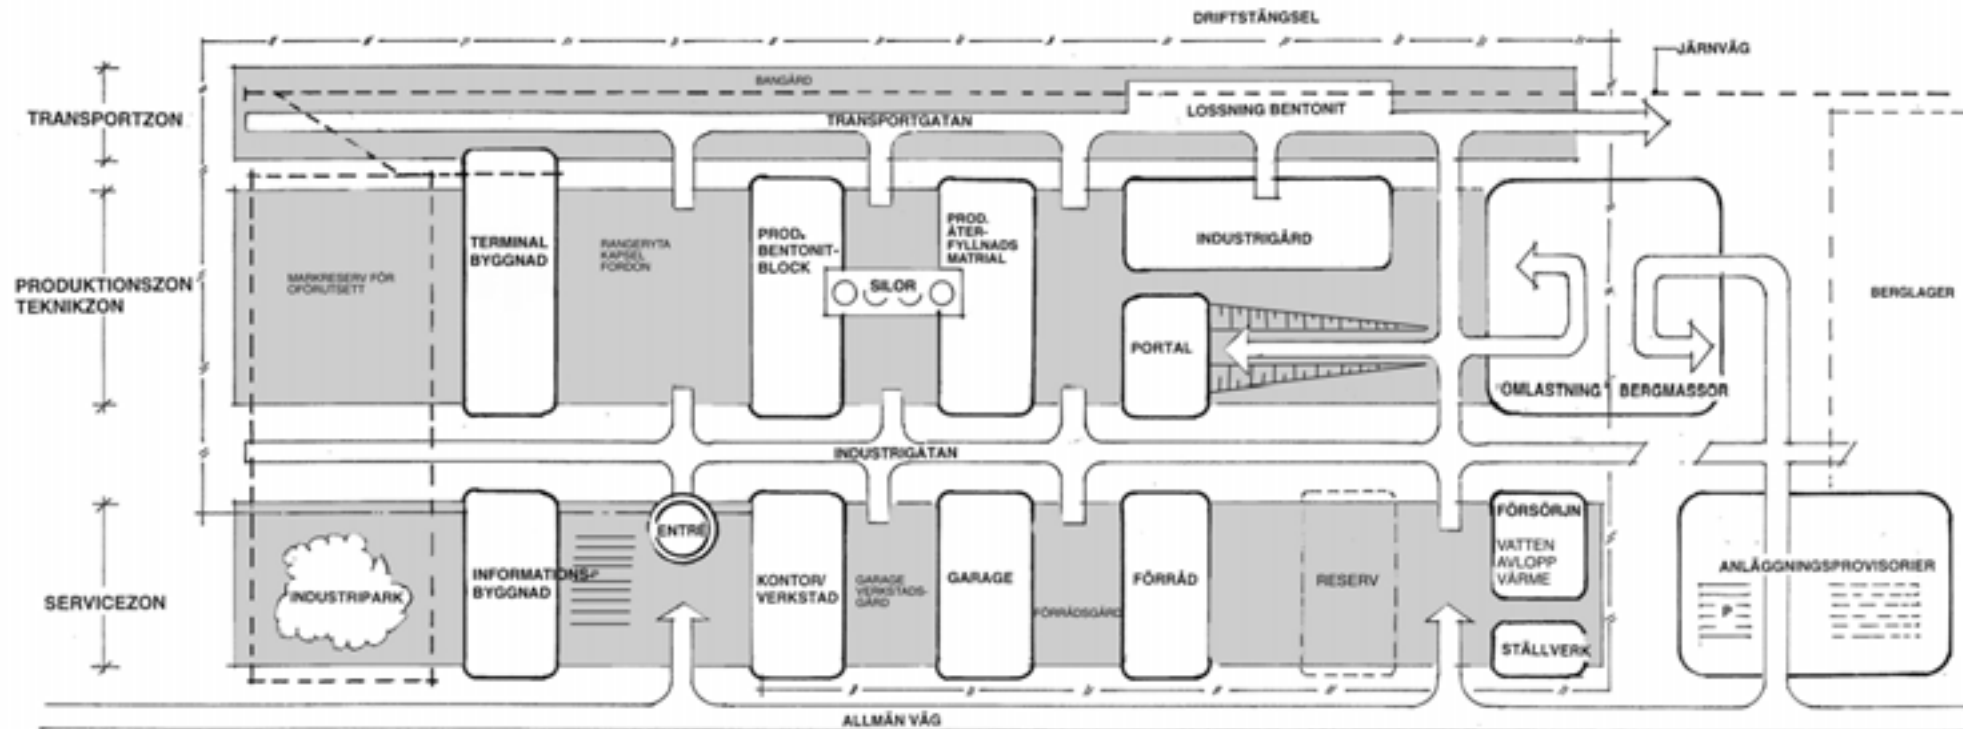 DRIFTSTÄNGSEL
JÄRNVÄG
BANGÅRD
TRANSPORTZON
TRANSPORTGATAN
LOSSNING BENTONIT
PRODUKTIONSZON
TEKNIKZON
MARKRESERV FÖR
OFÖRUTSETT
TERMINAL
BYGGNAD
RANGERYTA
KAPSEL
FORDON
PROD.
BENTONIT-
BLOCK
SILOR
PROD.
ÅTER-
FYLLNADS
MATRIAL
INDUSTRIGÅRD
PORTAL
OMLASTNING BERGMASSOR
BERGLAGER
INDUSTRIGATAN
SERVICEZON
INDUSTRIPARK
INFORMATIONS-
BYGGNAD
P
ENTRÉ
KONTOR/
VERKSTAD
GARAGE
VERKSTADS-
GÅRD
GARAGE
FÖRRÅDSGÅRD
FÖRRÅD
RESERV
FÖRSÖRJN
VATTEN
AVLOPP
VÄRME
STÄLLVERK
ANLÄGGNINGSPROVISORIER
P
ALLMÄN VÄG